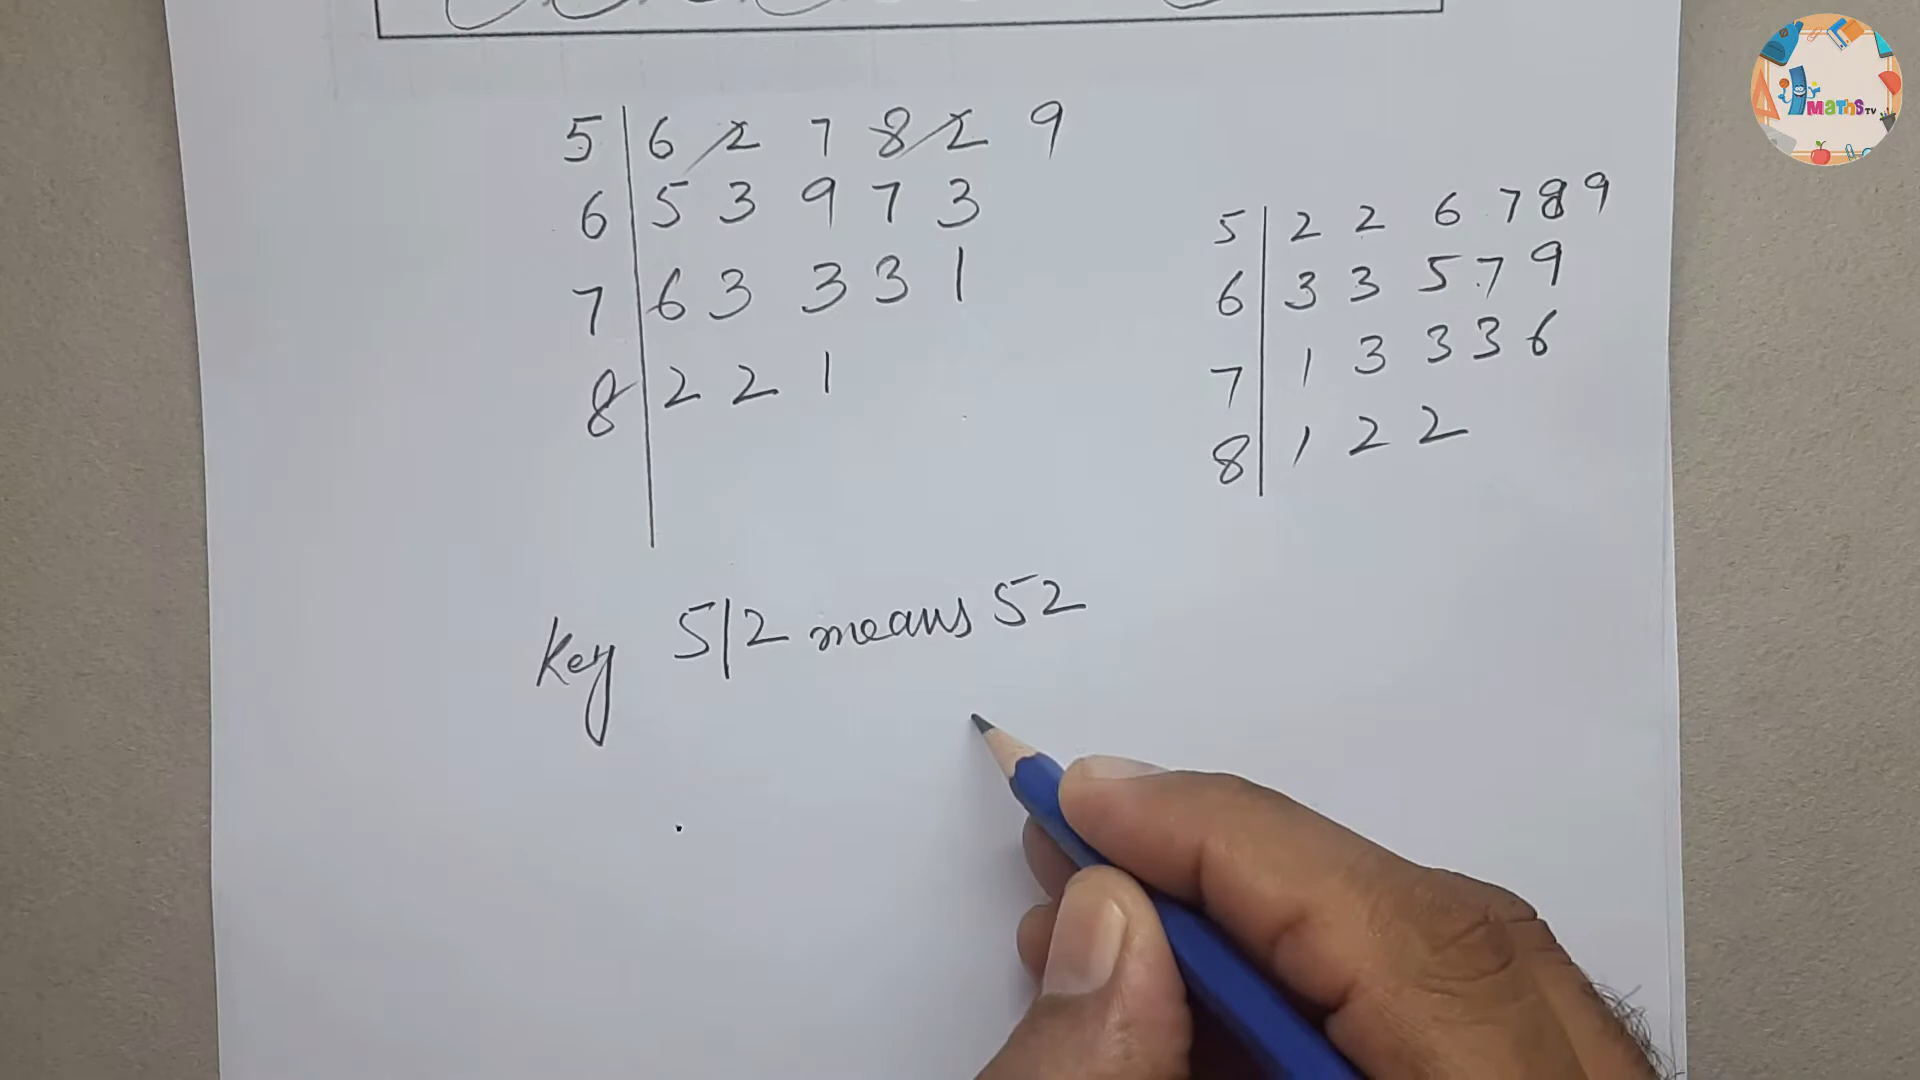 5 | 6 2 7 8 2 9
6 | 5 3 9 7 3
7 | 6 3 3 3 1
8 | 2 2 1
5 | 2 2 6 7 8 9
6 | 3 3 5 7 9
7 | 1 3 3 3 6
8 | 1 2 2
Key 5|2 means 52
MATHS TV